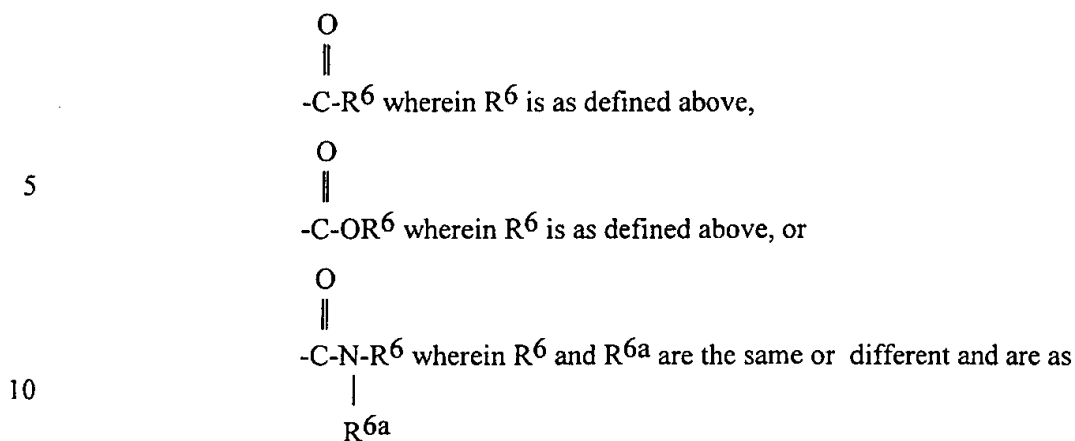 O
||
-C-R6 wherein R6 is as defined above,
O
5 ||
-C-OR6 wherein R6 is as defined above, or
O
||
-C-N-R6 wherein R6 and R6a are the same or different and are as
10 |
R6a